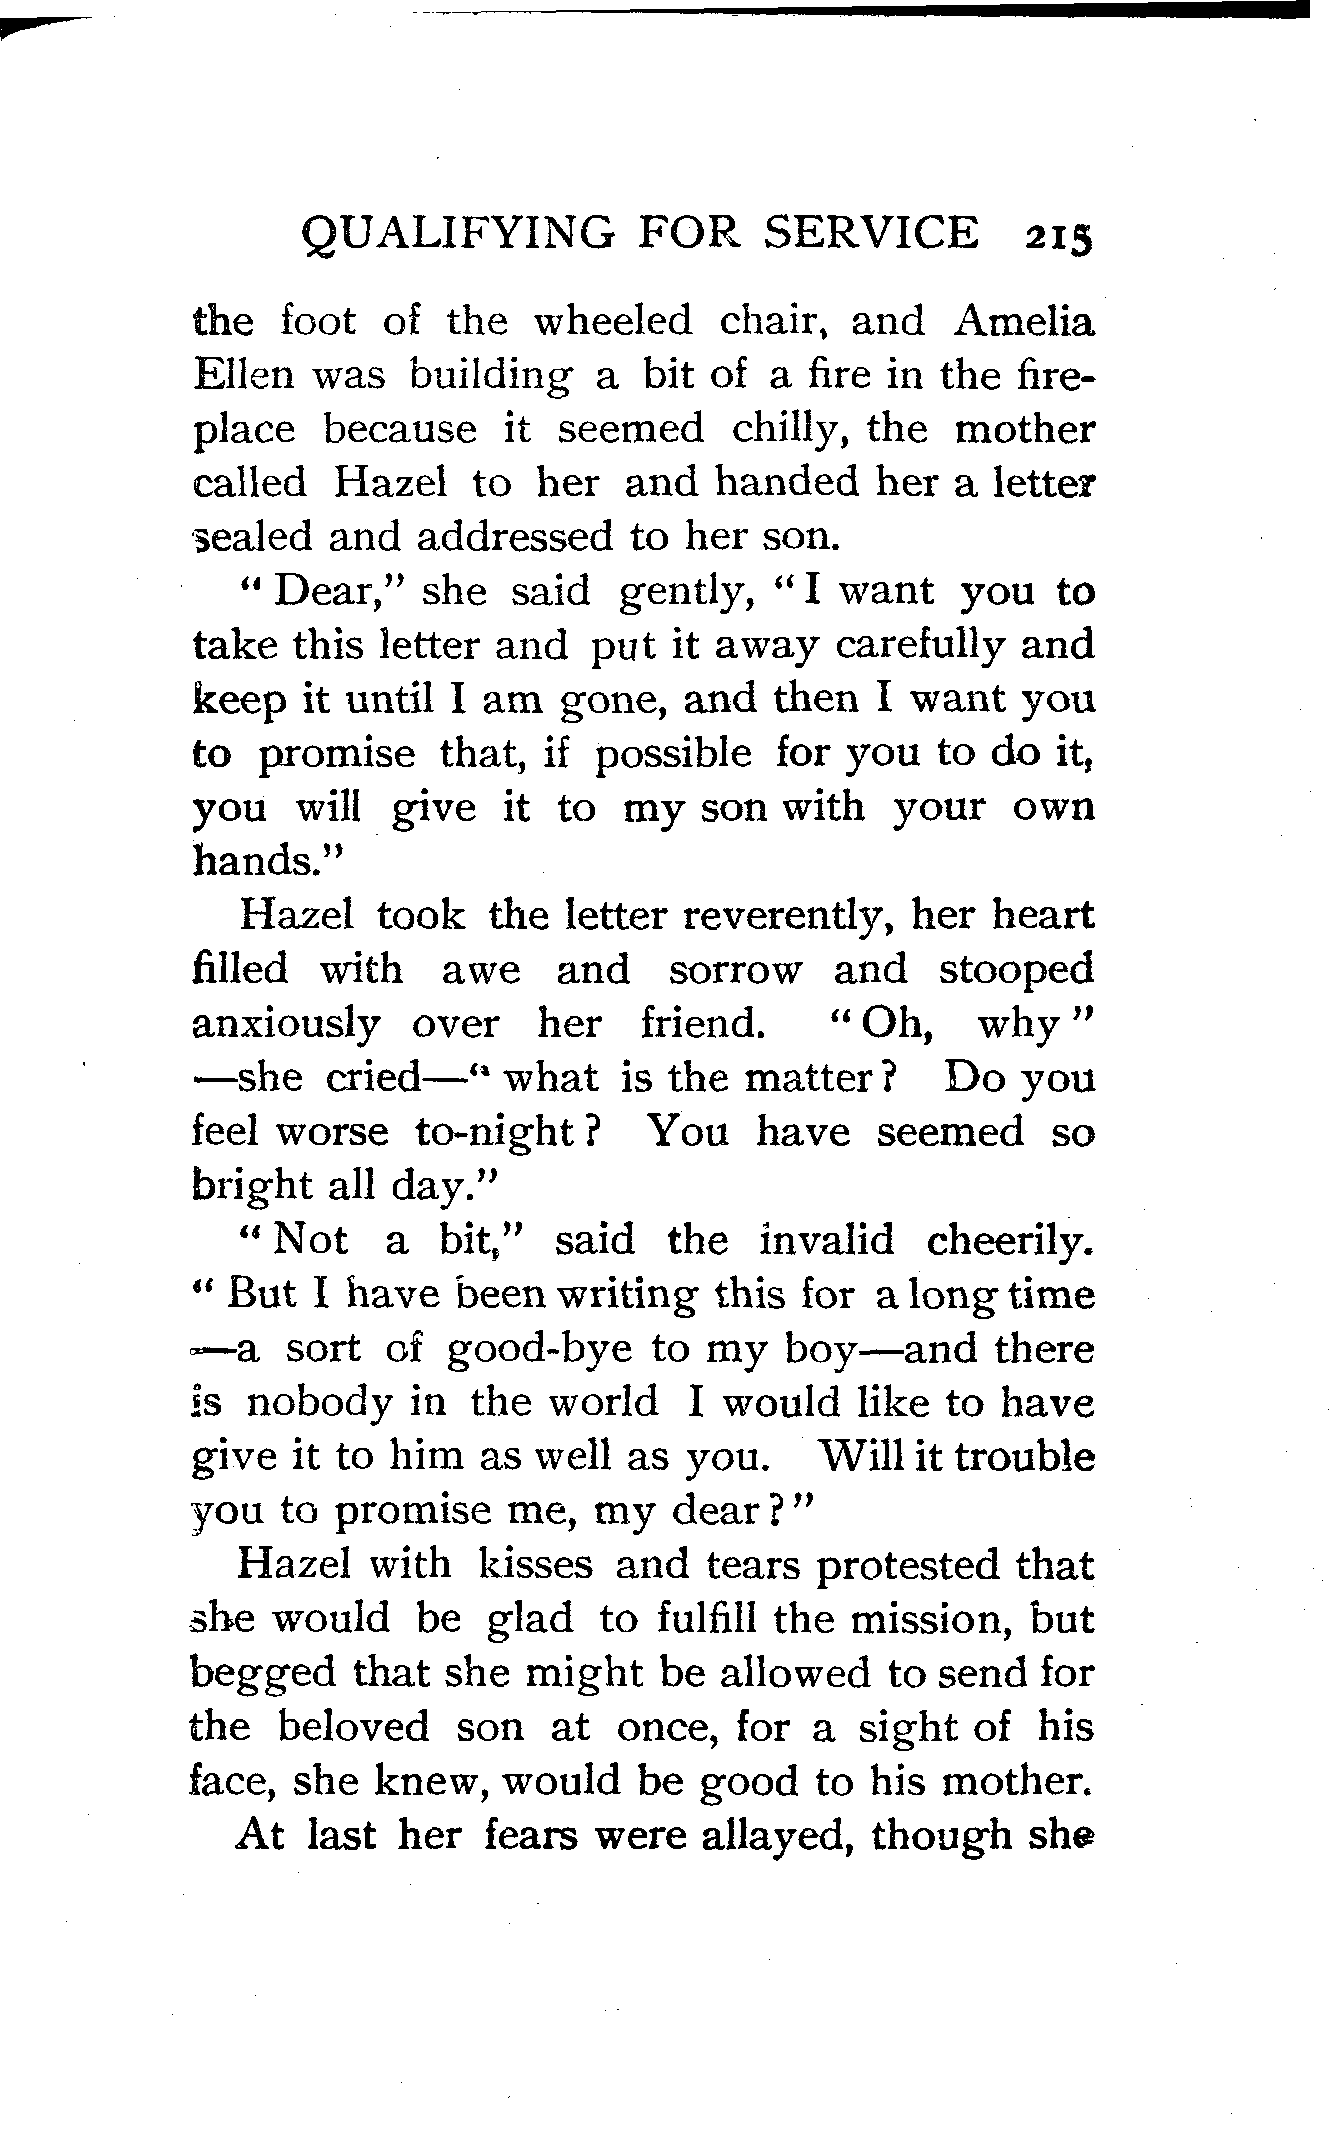 QUALIFYING FOR SERVICE 215
the foot of the wheeled chair, and Amelia
Ellen was building a bit of a fire in the fire-
place because it seemed chilly, the mother
called Hazel to her and handed her a letter
sealed and addressed to her son.
" Dear," she said gently, " I want you to
take this letter and put it away carefully and
keep it until I am gone, and then I want you
to promise that, if possible for you to do it,
you will give it to my son with your own
hands."
Hazel took the letter reverently, her heart
filled with awe and sorrow and stooped
anxiously over her friend. " Oh, why "
—she cried—" what is the matter ? Do you
feel worse to-night ? You have seemed so
bright all day."
" Not a bit," said the invalid cheerily.
" But I have been writing this for a long time
—a sort of good-bye to my boy—and there
is nobody in the world I would like to have
give it to him as well as you. Will it trouble
you to promise me, my dear ? "
Hazel with kisses and tears protested that
she would be glad to fulfill the mission, but
begged that she might be allowed to send for
the beloved son at once, for a sight of his
face, she knew, would be good to his mother.
At last her fears were allayed, though she